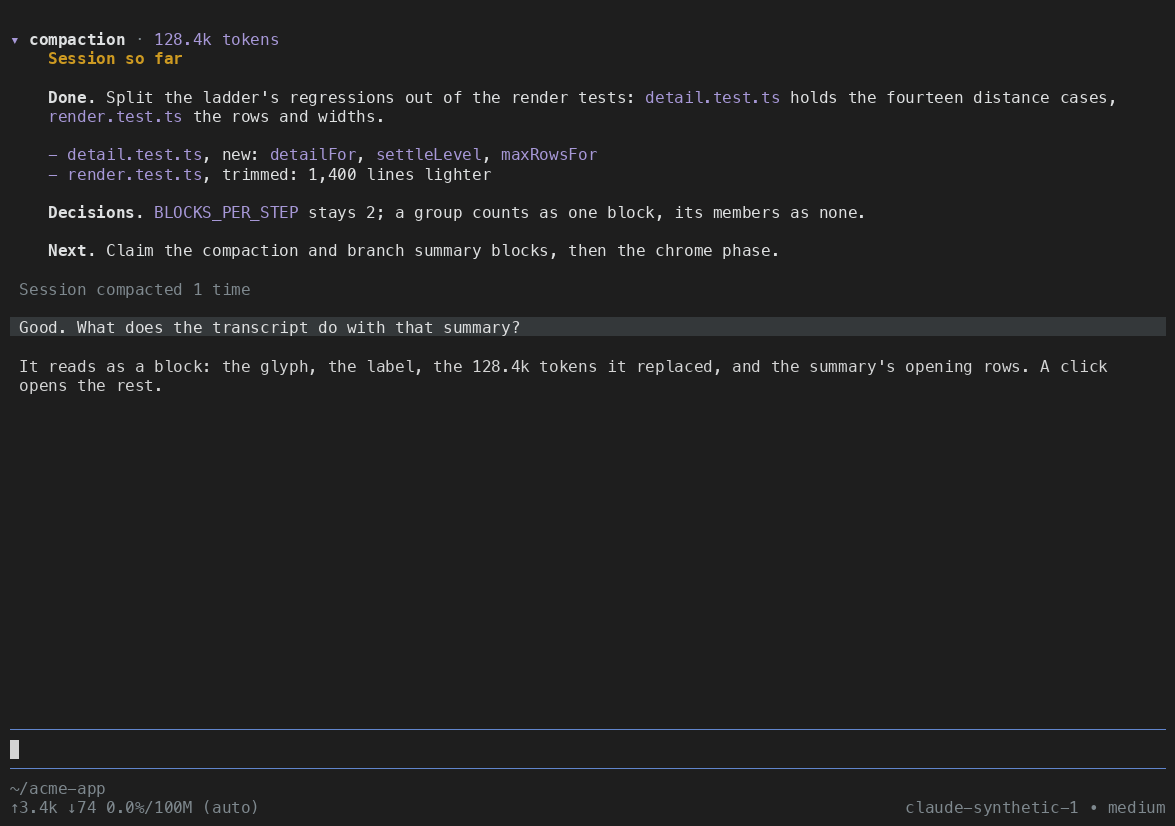 ▾ compaction · 128.4k tokens
Session so far
Done. Split the ladder's regressions out of the render tests: detail.test.ts holds the fourteen distance cases,
render.test.ts the rows and widths.
– detail.test.ts, new: detailFor, settleLevel, maxRowsFor
– render.test.ts, trimmed: 1,400 lines lighter
Decisions. BLOCKS_PER_STEP stays 2; a group counts as one block, its members as none.
Next. Claim the compaction and branch summary blocks, then the chrome phase.
Session compacted 1 time
Good. What does the transcript do with that summary?
It reads as a block: the glyph, the label, the 128.4k tokens it replaced, and the summary's opening rows. A click
opens the rest.
~/acme–app
↑3.4k ↓74 0.0%/100M (auto) claude–synthetic–1 • medium